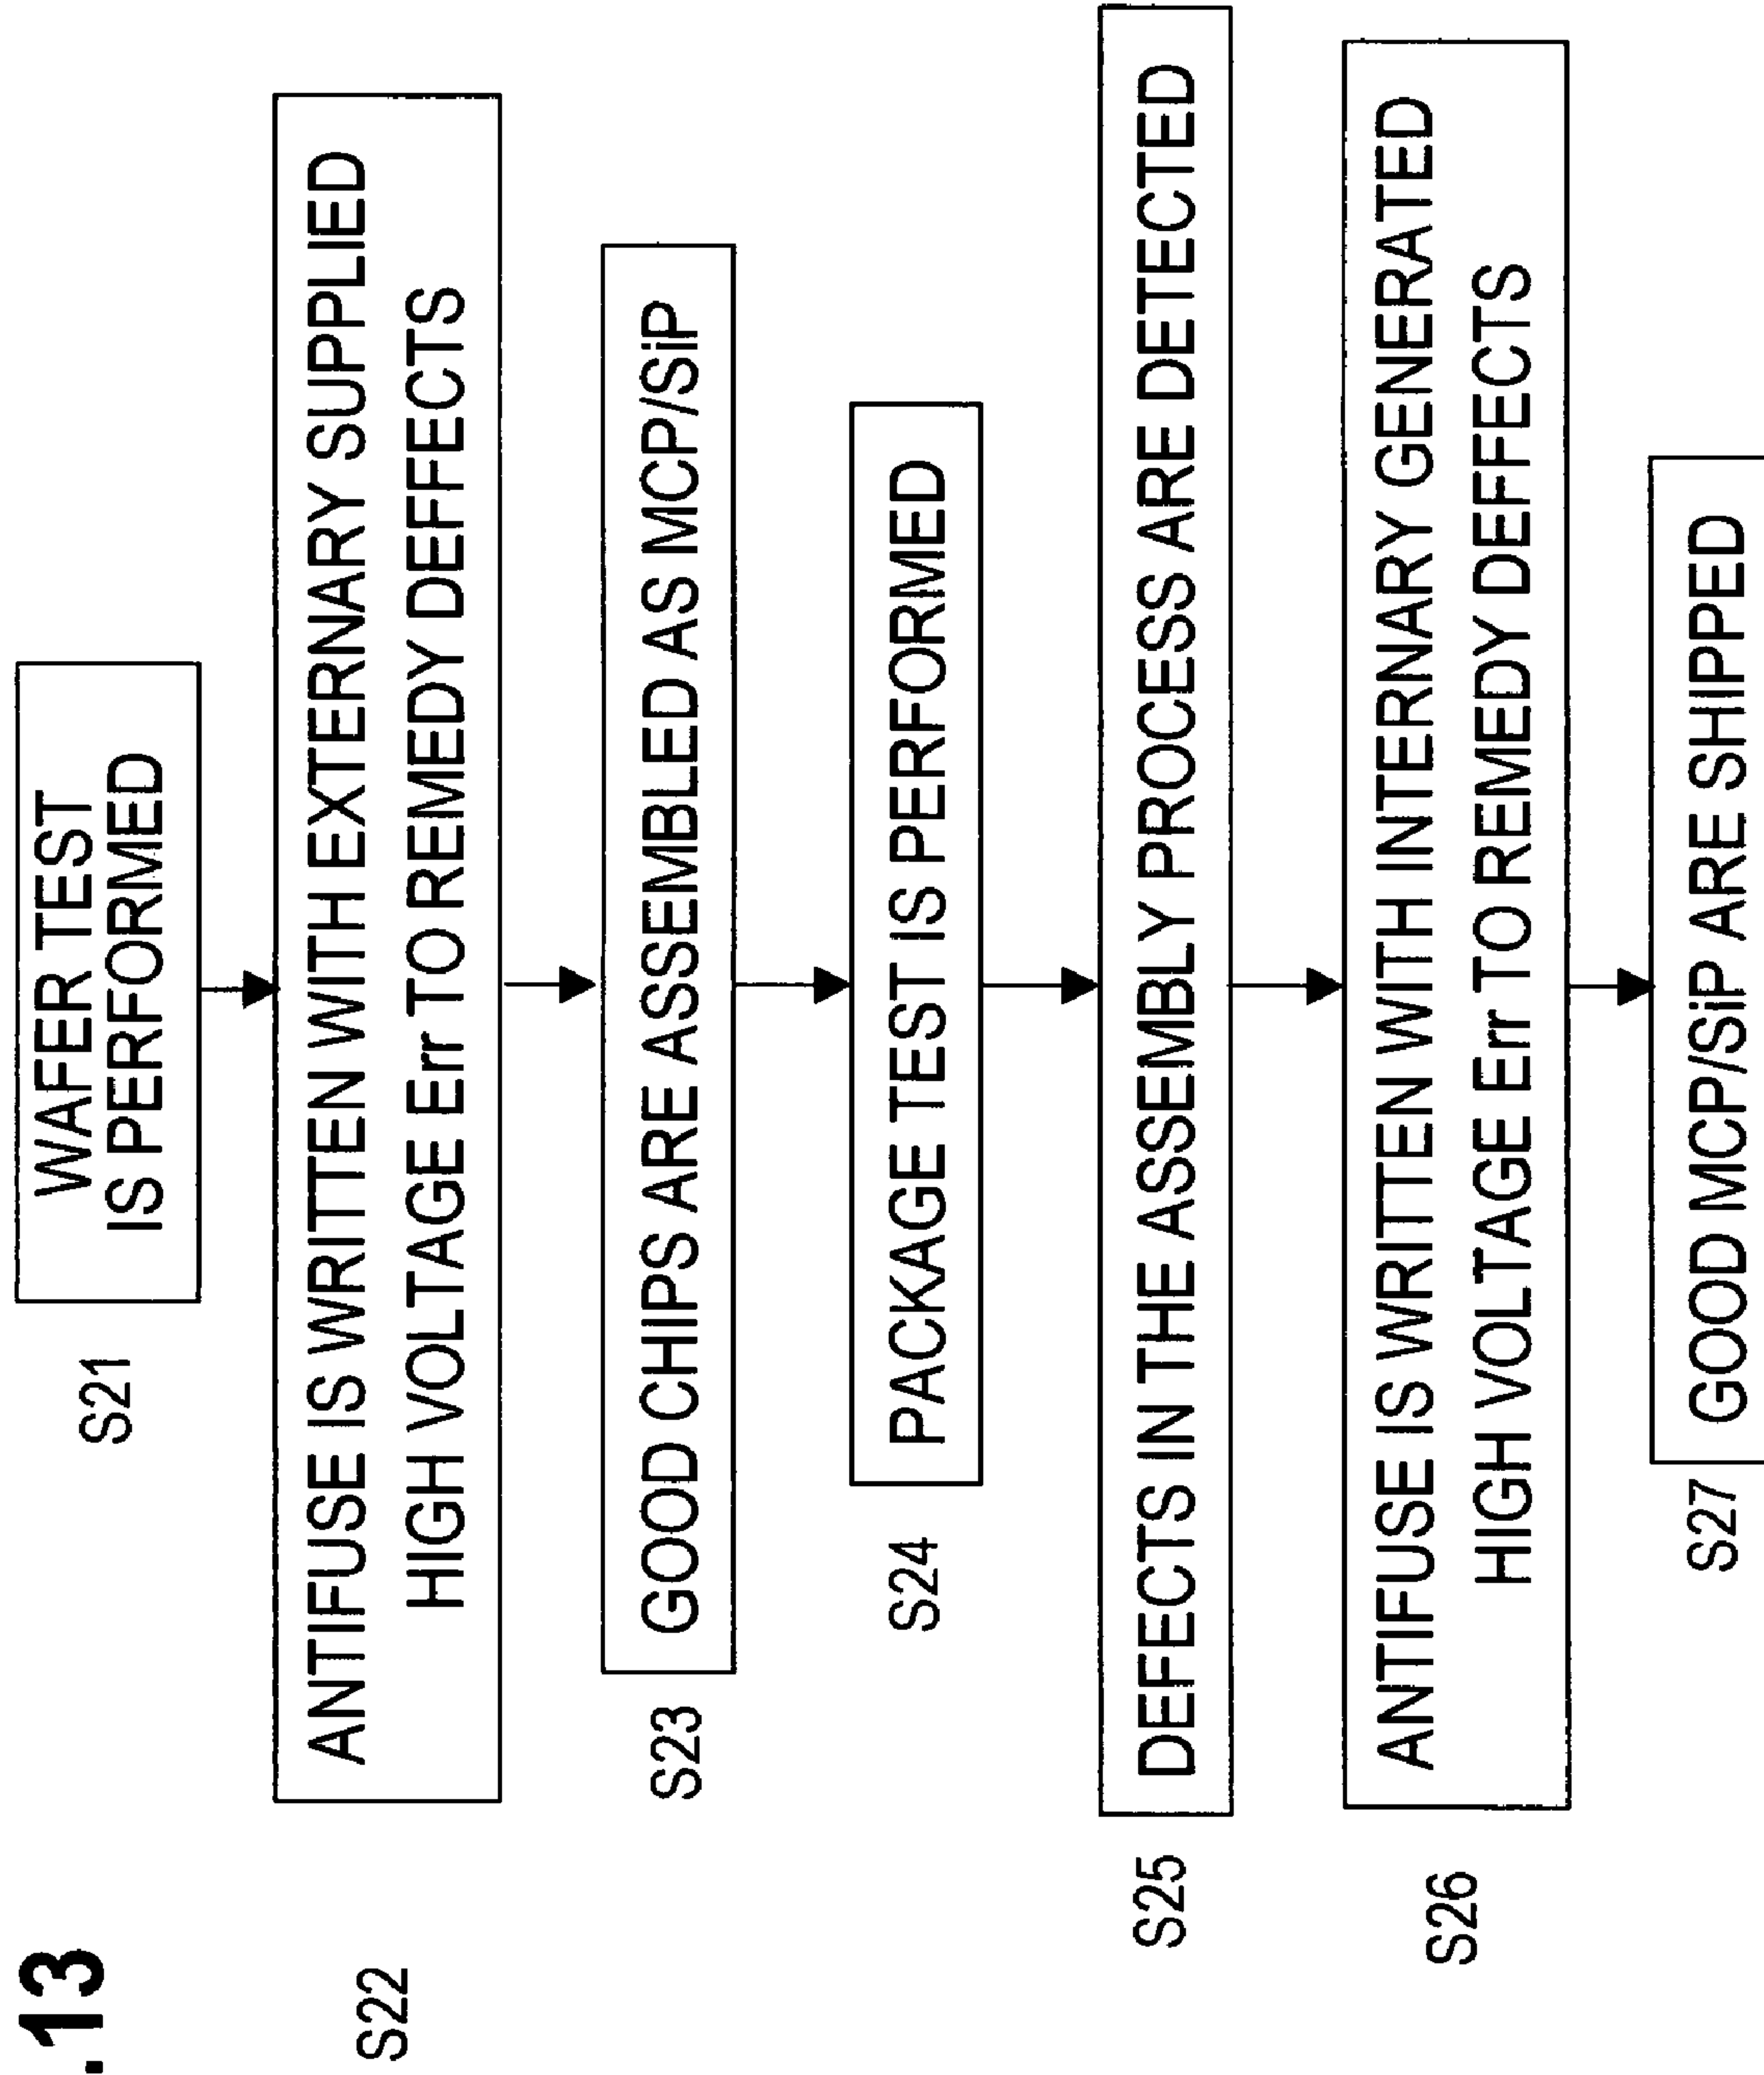 .13
S21
WAFER TEST
IS PERFORMED
S22
ANTIFUSE IS WRITTEN WITH EXTERNARY SUPPLIED
HIGH VOLTAGE Err TO REMEDY DEFFECTS
S23
GOOD CHIPS ARE ASSEMBLED AS MCP/SiP
S24
PACKAGE TEST IS PERFORMED
S25
DEFECTS IN THE ASSEMBLY PROCESS ARE DETECTED
S26
ANTIFUSE IS WRITTEN WITH INTERNARY GENERATED
HIGH VOLTAGE Err TO REMEDY DEFFECTS
S27
GOOD MCP/SiP ARE SHIPPED